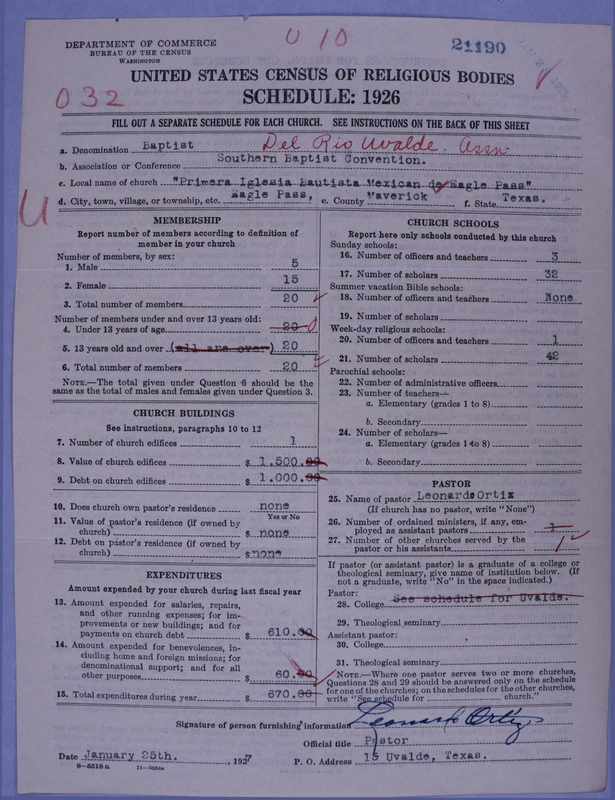 DEPARTMENT OF COMMERCE
BUREAU OF THE CENSUS
WASHINGTON
U 10
21190
UNITED STATES CENSUS OF RELIGIOUS BODIES
032
SCHEDULE: 1926
FILL OUT A SEPARATE SCHEDULE FOR EACH CHURCH. SEE INSTRUCTIONS ON THE BACK OF THIS SHEET
a. Denomination Baptist Del Rio Uvalde. Assn
b. Association or Conference Southern Baptist Convention.
c. Local name of church "Primera Iglesia Bautista Mexican de Eagle Pass"
d. City, town, village, or township, etc. Eagle Pass, e. County Maverick f. State Texas.
U
MEMBERSHIP
Report number of members according to definition of
member in your church
Number of members, by sex:
1. Male 5
2. Female 15
3. Total number of members 20
Number of members under and over 13 years old:
4. Under 13 years of age 20 0
5. 13 years old and over (all are over) 20
6. Total number of members 20
NOTE.—The total given under Question 6 should be the
same as the total of males and females given under Question 3.
CHURCH BUILDINGS
See instructions, paragraphs 10 to 12
7. Number of church edifices 1
8. Value of church edifices $ 1.500.00
9. Debt on church edifices $ 1.000.00
10. Does church own pastor's residence none
Yes or No
11. Value of pastor's residence (if owned by
church) $ none
12. Debt on pastor's residence (if owned by
church) $ none
EXPENDITURES
Amount expended by your church during last fiscal year
13. Amount expended for salaries, repairs,
and other running expenses; for im-
provements or new buildings; and for
payments on church debt $ 610.00
14. Amount expended for benevolences, in-
cluding home and foreign missions; for
denominational support; and for all
other purposes $ 60.00
15. Total expenditures during year $ 670.00
CHURCH SCHOOLS
Report here only schools conducted by this church
Sunday schools:
16. Number of officers and teachers 3
17. Number of scholars 32
Summer vacation Bible schools:
18. Number of officers and teachers None
19. Number of scholars
Week-day religious schools:
20. Number of officers and teachers 1
21. Number of scholars 42
Parochial schools:
22. Number of administrative officers
23. Number of teachers—
a. Elementary (grades 1 to 8)
b. Secondary
24. Number of scholars—
a. Elementary (grades 1 to 8)
b. Secondary
PASTOR
25. Name of pastor Leonardo Ortiz
(If church has no pastor, write "None")
26. Number of ordained ministers, if any, em-
ployed as assistant pastors 1
27. Number of other churches served by the
pastor or his assistants 1
If pastor (or assistant pastor) is a graduate of a college or
theological seminary, give name of institution below. (If
not a graduate, write "No" in the space indicated.)
Pastor:
28. College See schedule for Uvalde.
29. Theological seminary
Assistant pastor:
30. College
31. Theological seminary
NOTE.—Where one pastor serves two or more churches,
Questions 28 and 29 should be answered only on the schedule
for one of the churches; on the schedules for the other churches,
write "See schedule for church."
Signature of person furnishing information Leonardo Ortiz
Official title Pastor
Date January 25th. , 1927 P. O. Address 15 Uvalde, Texas.